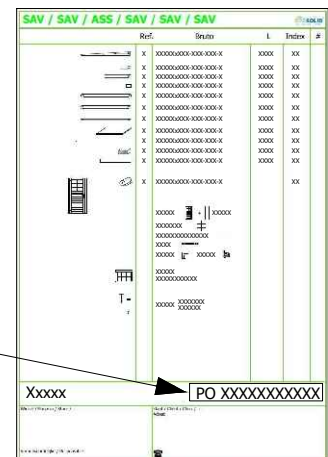 SAV / SAV / ASS / SAV / SAV / SAV
Ref. Bruto L Index #
X XXXXXxXXX-XXX-XXX-X XXXX XX
X XXXXXxXXX-XXX-XXX-X XXXX XX
X XXXXXxXXX-XXX-XXX-X XXXX XX
X XXXXXxXXX-XXX-XXX-X XXXX XX
X XXXXXxXXX-XXX-XXX-X XXXX XX
X XXXXXxXXX-XXX-XXX-X XXXX XX
X XXXXXxXXX-XXX-XXX-X XXXX XX
X XXXXXxXXX-XXX-XXX-X XXXX XX
X XXXXXxXXX-XXX-XXX-X XXXX XX
X XXXXXxXXX-XXX-XXX-X XXXX XX
X XXXXXxXXX-XXX-XXX-X XX
XXXXX + XXXXX
XXXXXXX
XXXXXXXXXXXXXX
XXXX
XXXXX XXXXX
XXXXX
XXXXXXXXXXX
XXXXX XXXXXXX
XXXXXX
Xxxxx PO XXXXXXXXXXX